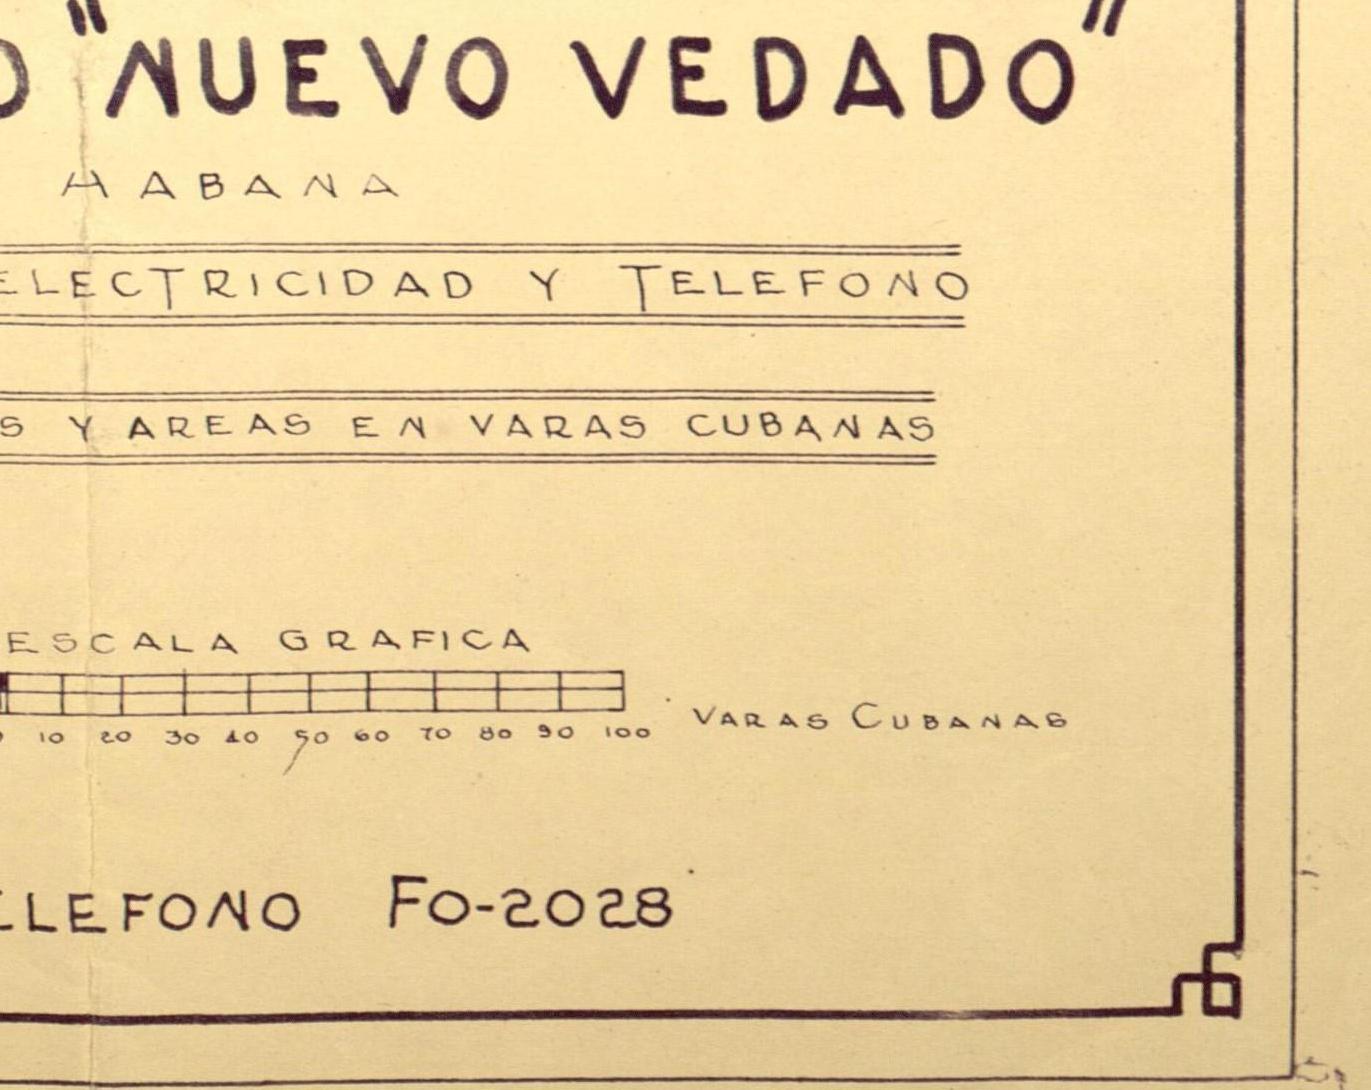 O "NUEVO VEDADO"
HABANA
ELECTRICIDAD Y TELEFONO
S Y AREAS EN VARAS CUBANAS
ESCALA GRAFICA
10 20 30 40 50 60 70 80 90 100 VARAS CUBANAS
ELEFONO FO-2028